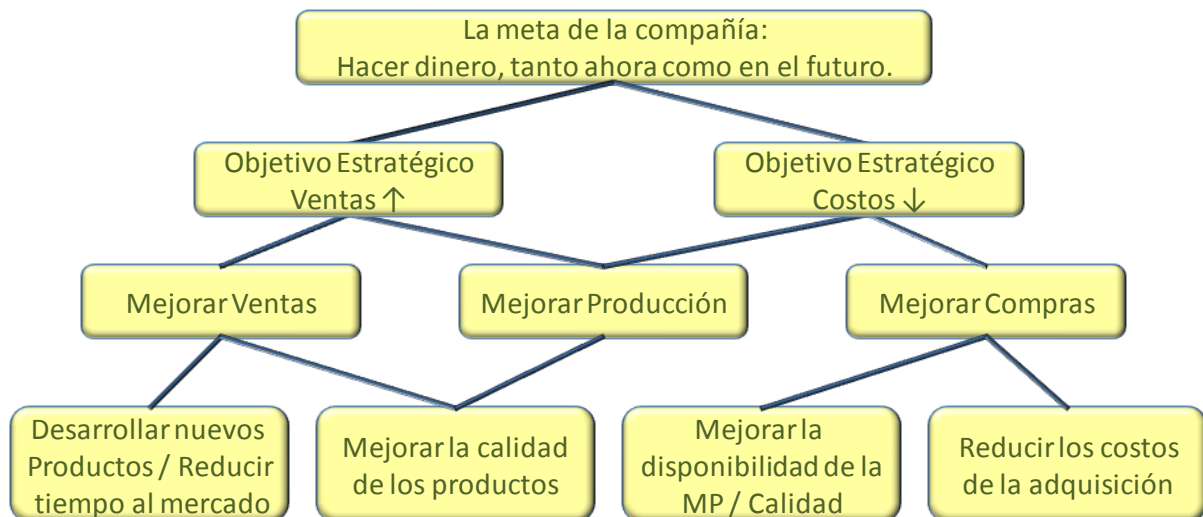 La meta de la compañía:
Hacer dinero, tanto ahora como en el futuro.
Objetivo Estratégico
Ventas ↑
Objetivo Estratégico
Costos ↓
Mejorar Ventas
Mejorar Producción
Mejorar Compras
Desarrollar nuevos
Productos / Reducir
tiempo al mercado
Mejorar la calidad
de los productos
Mejorar la
disponibilidad de la
MP / Calidad
Reducir los costos
de la adquisición